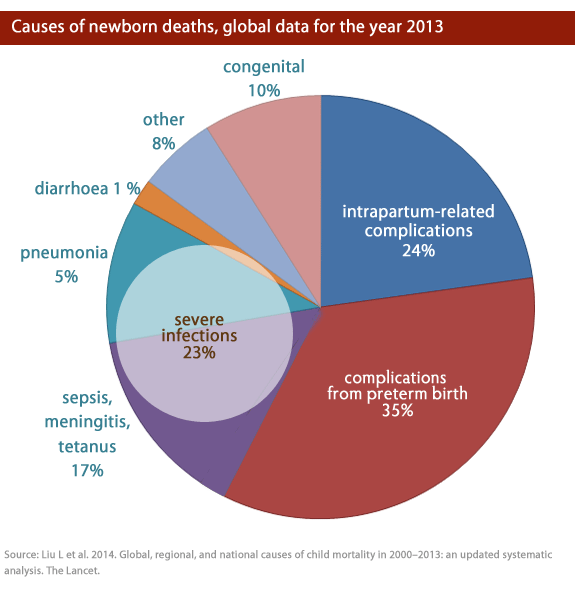 Causes of newborn deaths, global data for the year 2013
congenital
10%
other
8%
diarrhoea 1 %
pneumonia
5%
intrapartum-related
complications
24%
severe
infections
23%
complications
from preterm birth
35%
sepsis,
meningitis,
tetanus
17%
Source: Liu L et al. 2014. Global, regional, and national causes of child mortality in 2000–2013: an updated systematic
analysis. The Lancet.